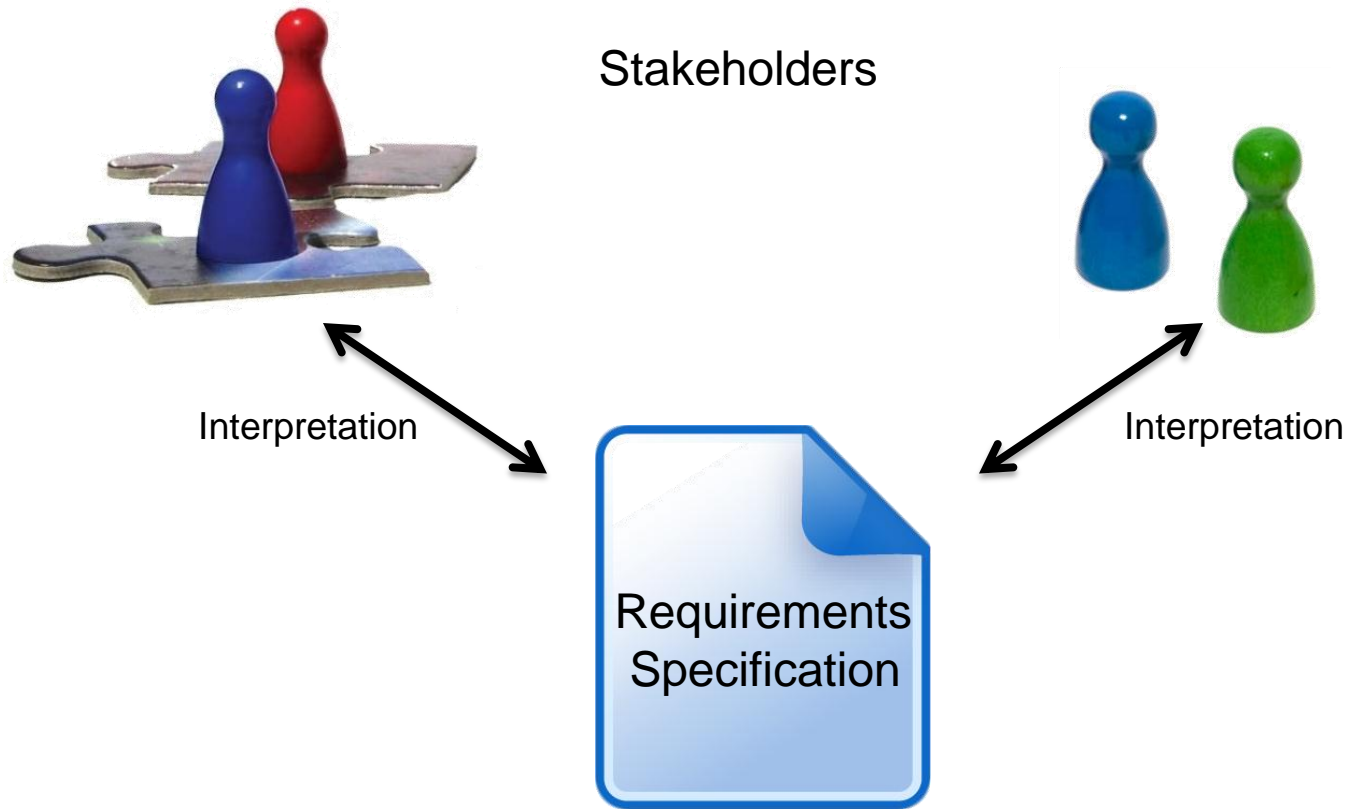 Stakeholders
Interpretation
Interpretation
Requirements
Specification